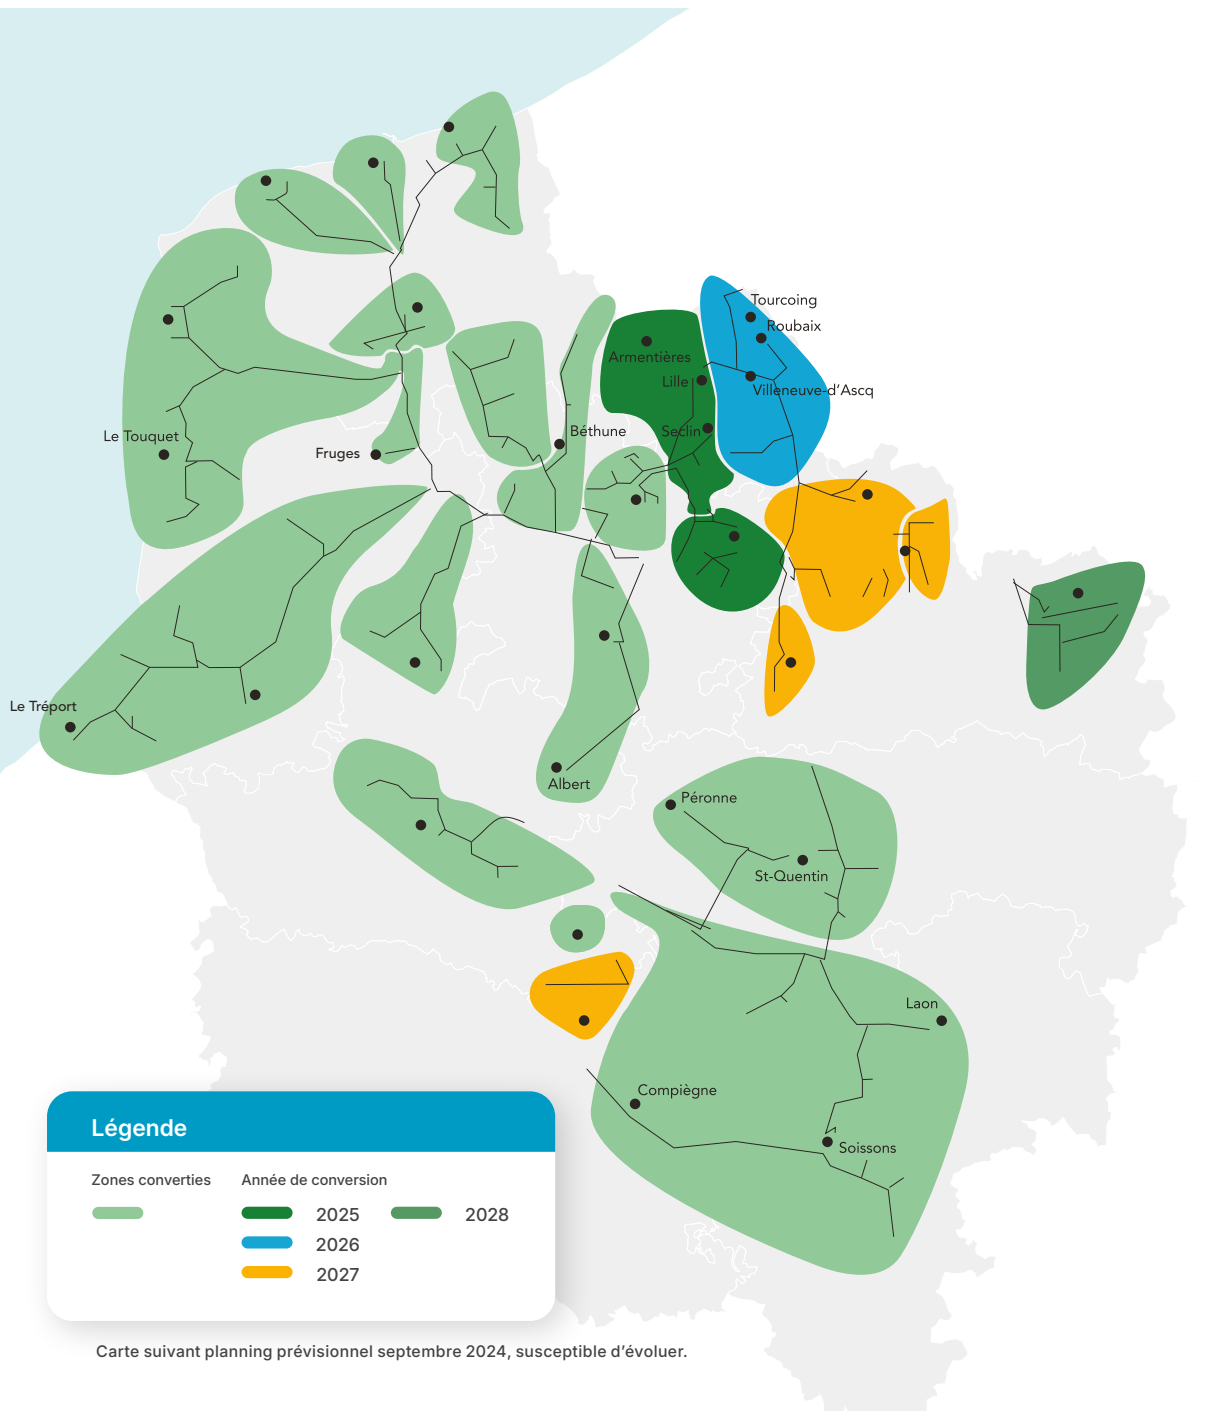 Tourcoing
Roubaix
Armentières
Lille
Villeneuve-d’Ascq
Seclin
Béthune
Le Touquet
Fruges
Le Tréport
Albert
Péronne
St-Quentin
Laon
Compiègne
Soissons
Légende
Zones converties
Année de conversion
2025
2028
2026
2027
Carte suivant planning prévisionnel septembre 2024, susceptible d’évoluer.